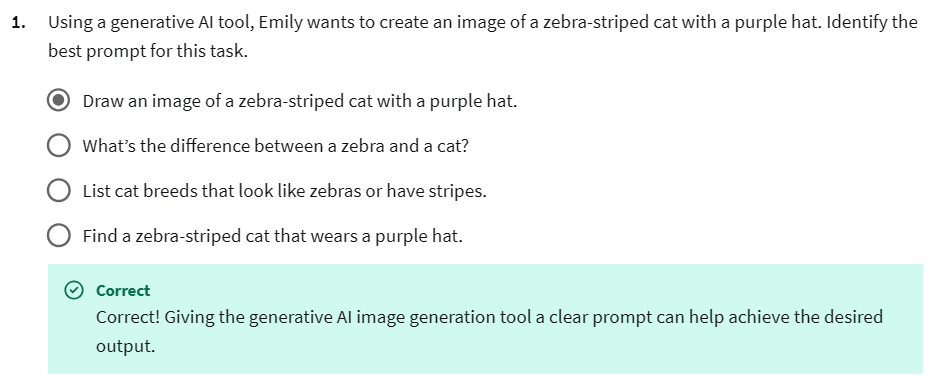 1. Using a generative AI tool, Emily wants to create an image of a zebra-striped cat with a purple hat. Identify the
best prompt for this task.
Draw an image of a zebra-striped cat with a purple hat.
What’s the difference between a zebra and a cat?
List cat breeds that look like zebras or have stripes.
Find a zebra-striped cat that wears a purple hat.
Correct
Correct! Giving the generative AI image generation tool a clear prompt can help achieve the desired
output.